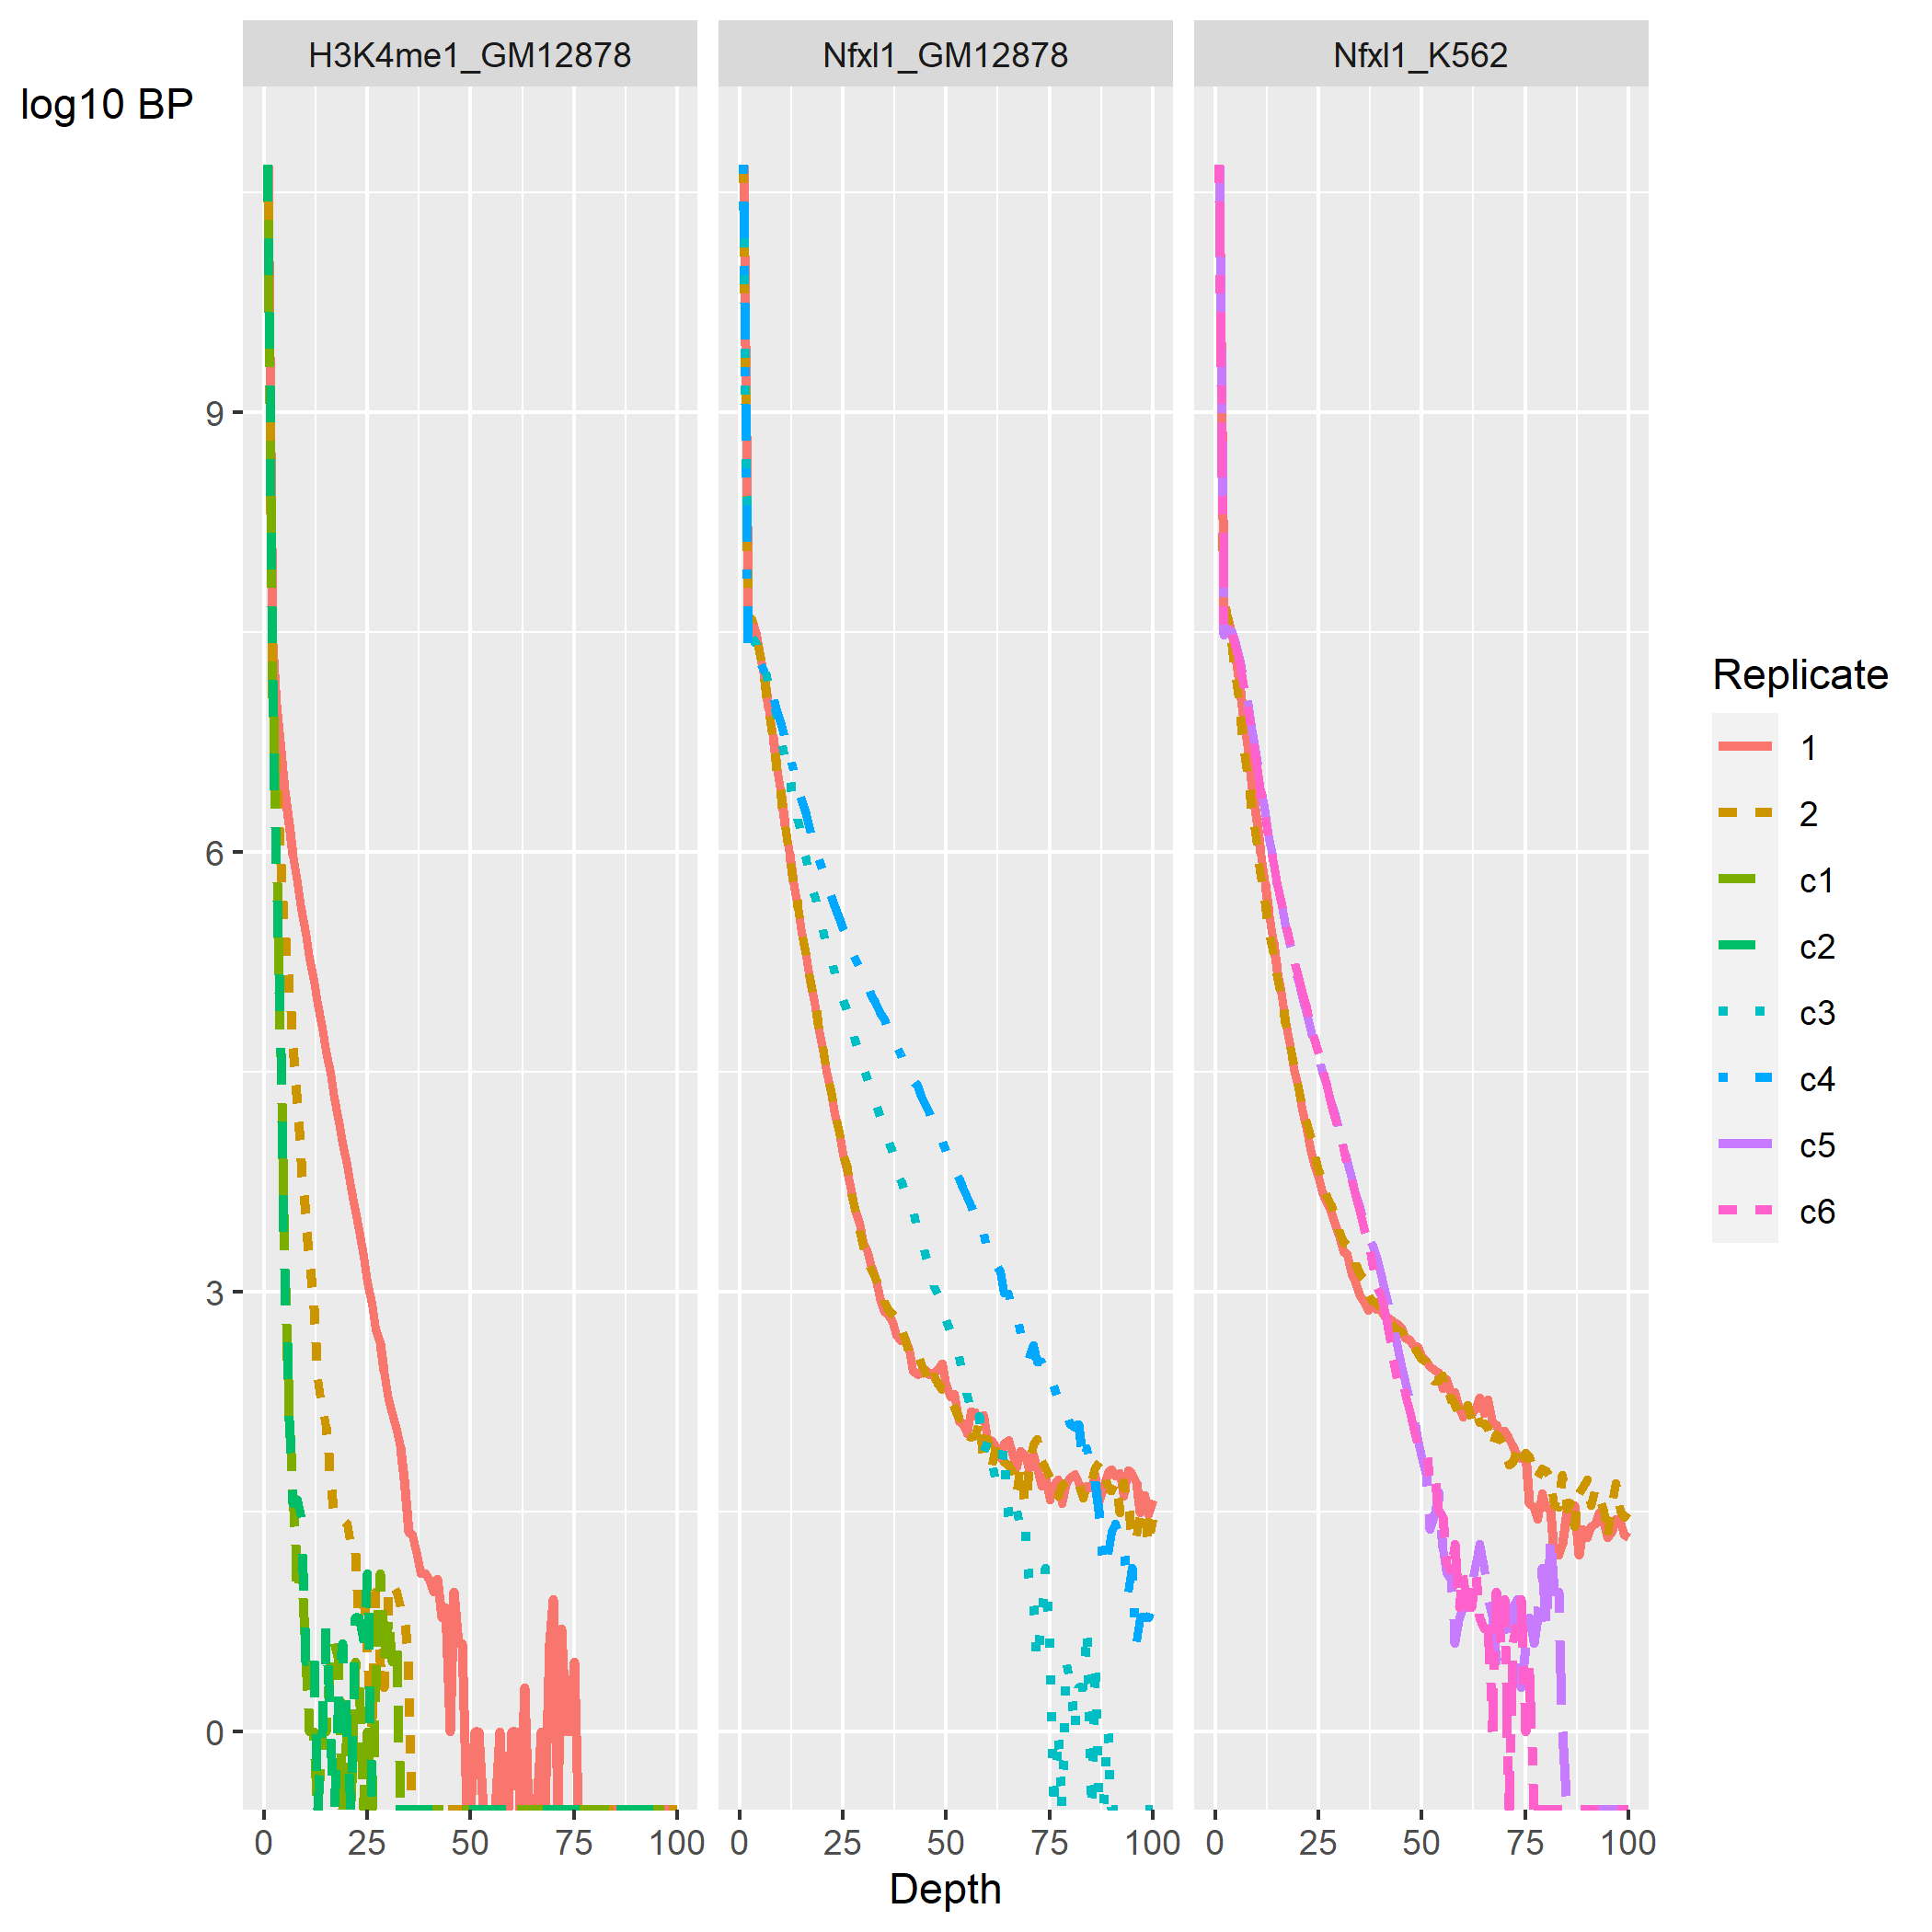 H3K4me1_GM12878 Nfxl1_GM12878 Nfxl1_K562
log10 BP
9
6
3
0
0 25 50 75 100 0 25 50 75 100 0 25 50 75 100
Depth
Replicate
1
2
c1
c2
c3
c4
c5
c6